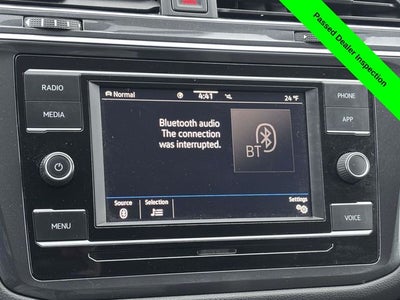 Passed Dealer Inspection
RADIO
MEDIA
MENU
Normal
4:41
24 °F
Bluetooth audio
The connection
was interrupted.
BT
Source
Selection
Settings
PHONE
APP
VOICE